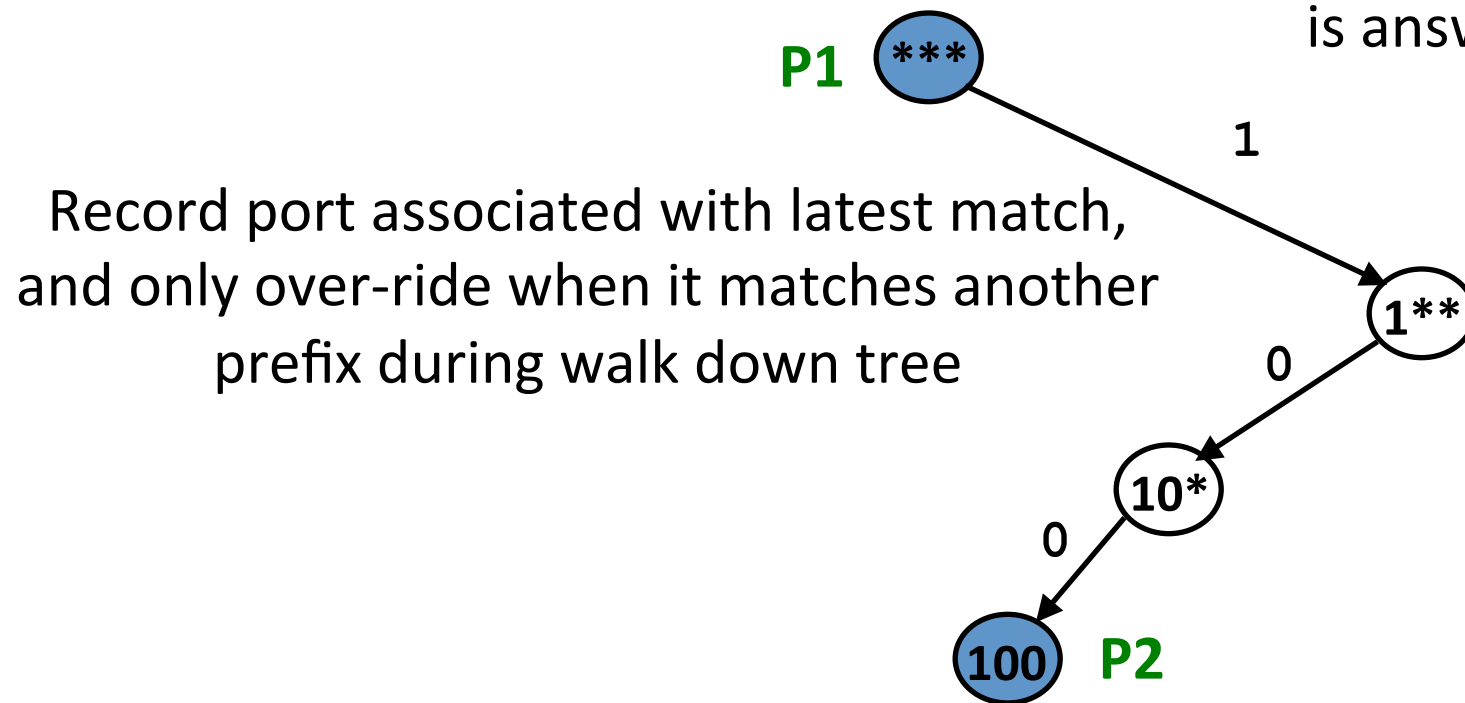 is
P1
***
1
Record port associated with latest match,
and only over-ride when it matches another
prefix during walk down tree
1**
0
10*
0
100
P2